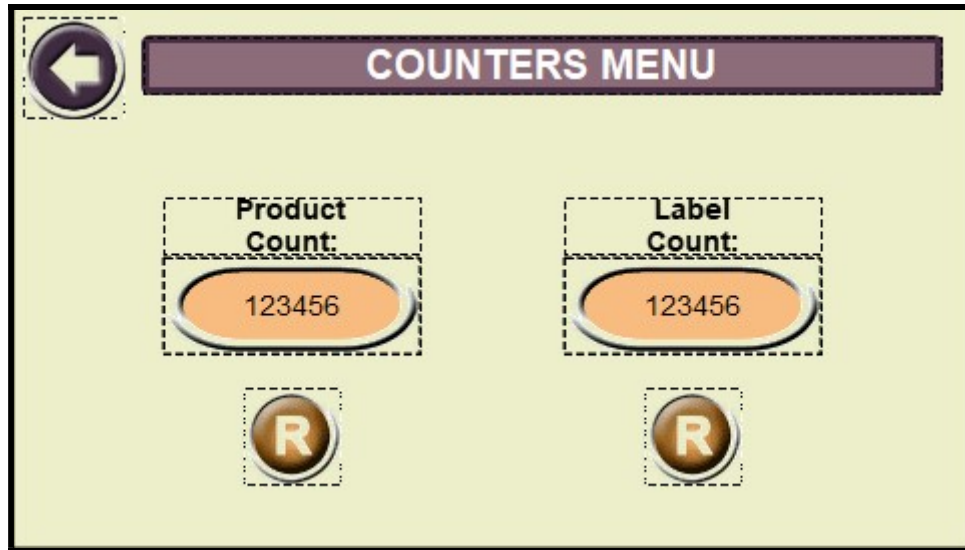 COUNTERS MENU
Product
Count:
Label
Count:
123456
123456
R
R